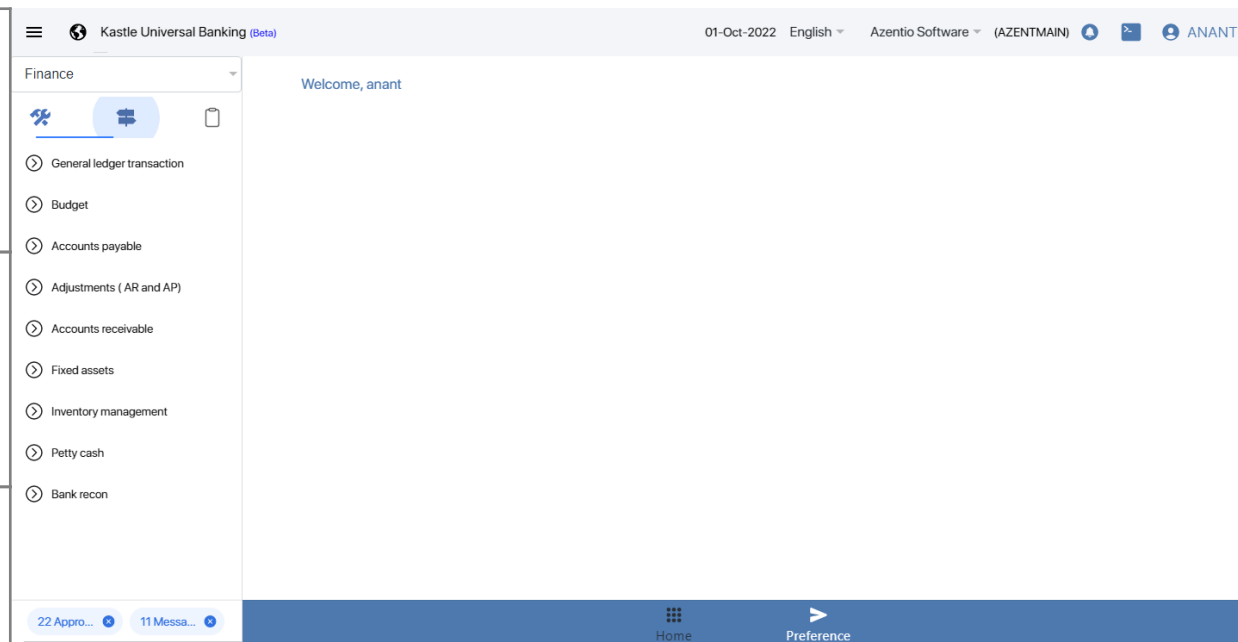 Kastle Universal Banking (Beta)
01-Oct-2022 English Azentio Software (AZENTMAIN) ANANT
Finance
Welcome, anant
General ledger transaction
Budget
Accounts payable
Adjustments ( AR and AP)
Accounts receivable
Fixed assets
Inventory management
Petty cash
Bank recon
22 Appro... 11 Messa...
Home Preference